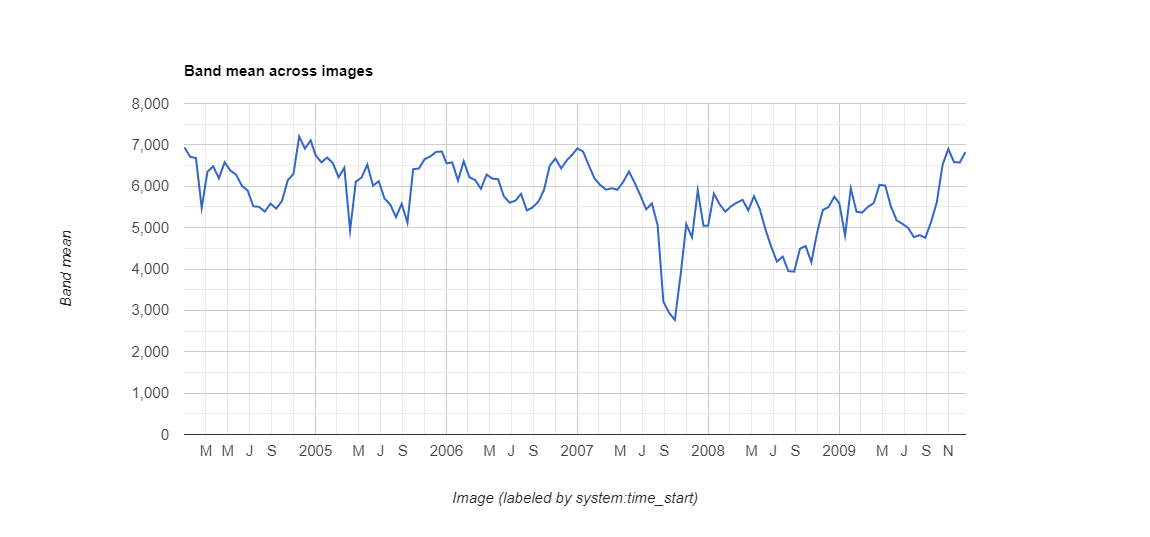 Band mean across images
8,000
7,000
6,000
5,000
4,000
3,000
2,000
1,000
0
Band mean
M M J S 2005 M J S 2006 M J S 2007 M J S 2008 M J S 2009 M J S N
Image (labeled by system:time_start)